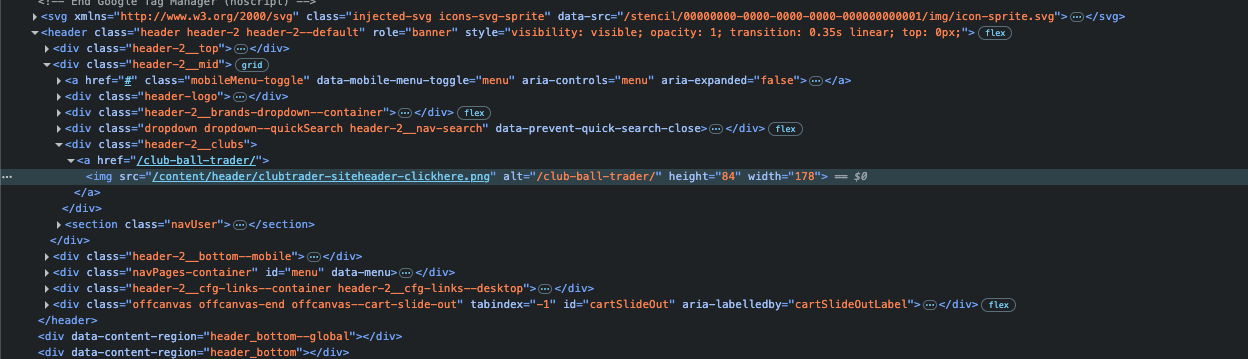 <!-- End Google Tag Manager (noscript) -->
<svg xmlns="http://www.w3.org/2000/svg" class="injected-svg icons-svg-sprite" data-src="/stencil/00000000-0000-0000-0000-000000000001/img/icon-sprite.svg">…</svg>
<header class="header header-2 header-2--default" role="banner" style="visibility: visible; opacity: 1; transition: 0.35s linear; top: 0px;"> flex
<div class="header-2__top">…</div>
<div class="header-2__mid"> grid
<a href="#" class="mobileMenu-toggle" data-mobile-menu-toggle="menu" aria-controls="menu" aria-expanded="false">…</a>
<div class="header-logo">…</div>
<div class="header-2__brands-dropdown--container">…</div> flex
<div class="dropdown dropdown--quickSearch header-2__nav-search" data-prevent-quick-search-close>…</div> flex
<div class="header-2__clubs">
<a href="/club-ball-trader/">
… <img src="/content/header/clubtrader-siteheader-clickhere.png" alt="/club-ball-trader/" height="84" width="178"> == $0
</a>
</div>
<section class="navUser">…</section>
</div>
<div class="header-2__bottom--mobile">…</div>
<div class="navPages-container" id="menu" data-menu>…</div>
<div class="header-2__cfg-links--container header-2__cfg-links--desktop">…</div>
<div class="offcanvas offcanvas-end offcanvas--cart-slide-out" tabindex="-1" id="cartSlideOut" aria-labelledby="cartSlideOutLabel">…</div> flex
</header>
<div data-content-region="header_bottom--global"></div>
<div data-content-region="header_bottom"></div>